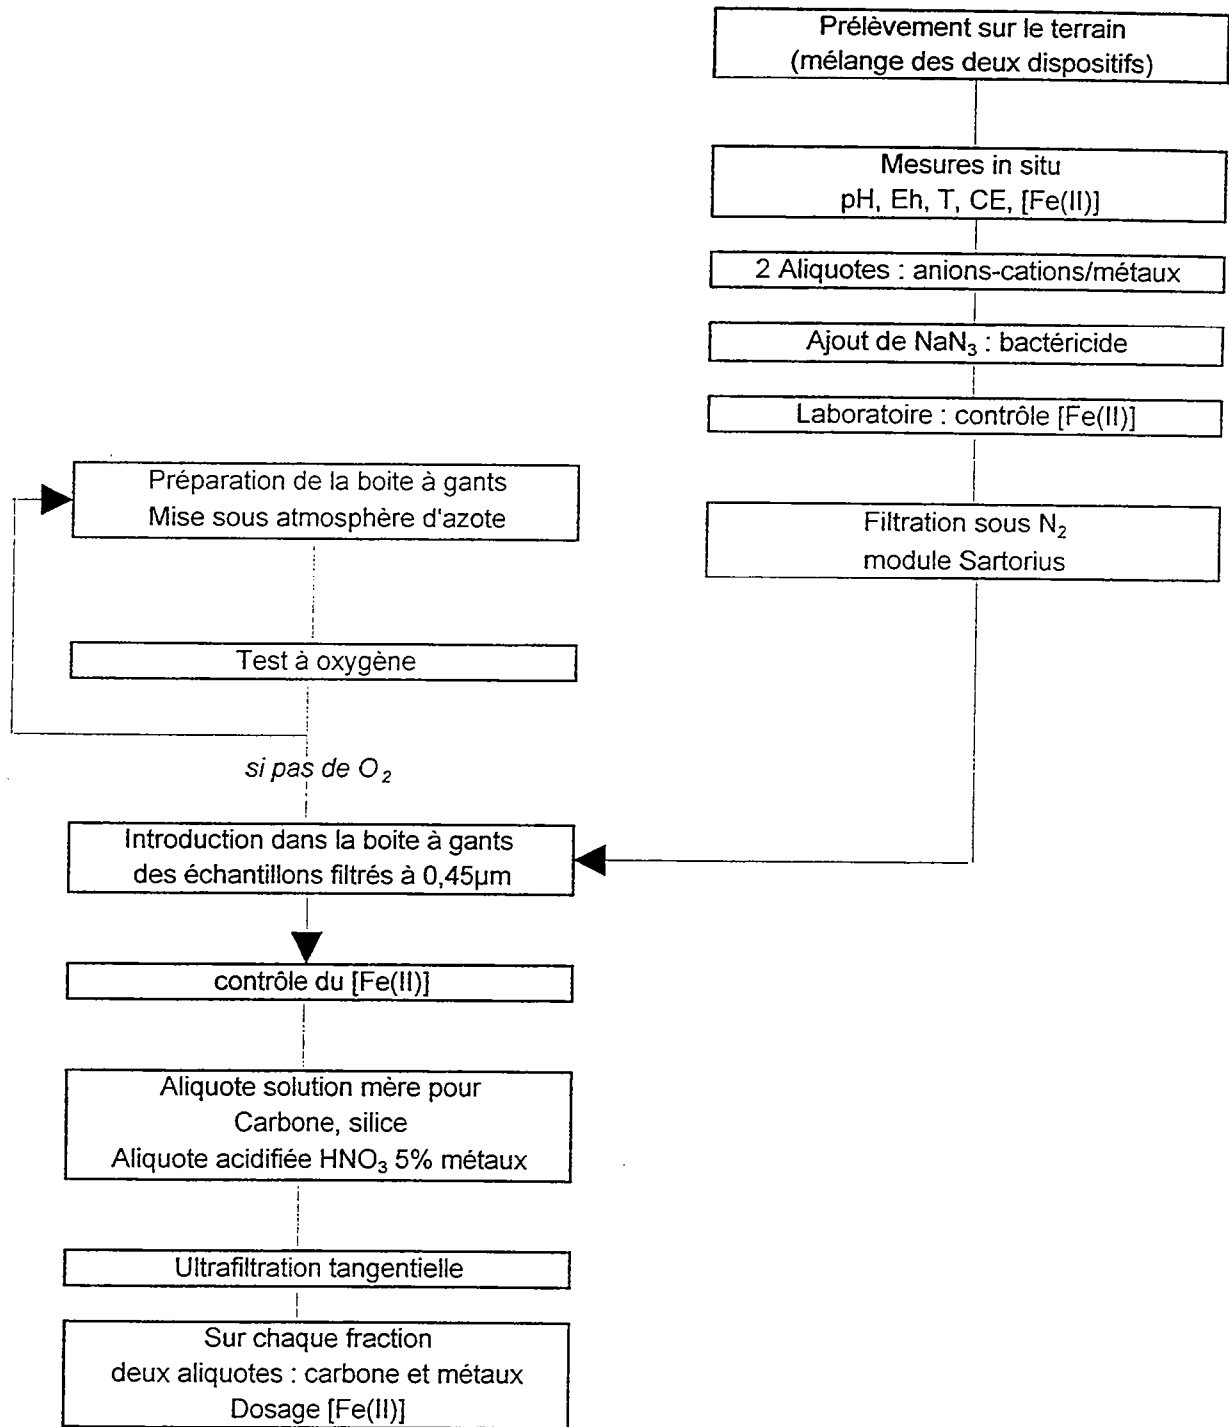 Prélèvement sur le terrain
(mélange des deux dispositifs)
Mesures in situ
pH, Eh, T, CE, [Fe(II)]
2 Aliquotes : anions-cations/métaux
Ajout de NaN₃ : bactéricide
Laboratoire : contrôle [Fe(II)]
Filtration sous N₂
module Sartorius
Préparation de la boite à gants
Mise sous atmosphère d'azote
Test à oxygène
si pas de O₂
Introduction dans la boite à gants
des échantillons filtrés à 0,45µm
contrôle du [Fe(II)]
Aliquote solution mère pour
Carbone, silice
Aliquote acidifiée HNO₃ 5% métaux
Ultrafiltration tangentielle
Sur chaque fraction
deux aliquotes : carbone et métaux
Dosage [Fe(II)]